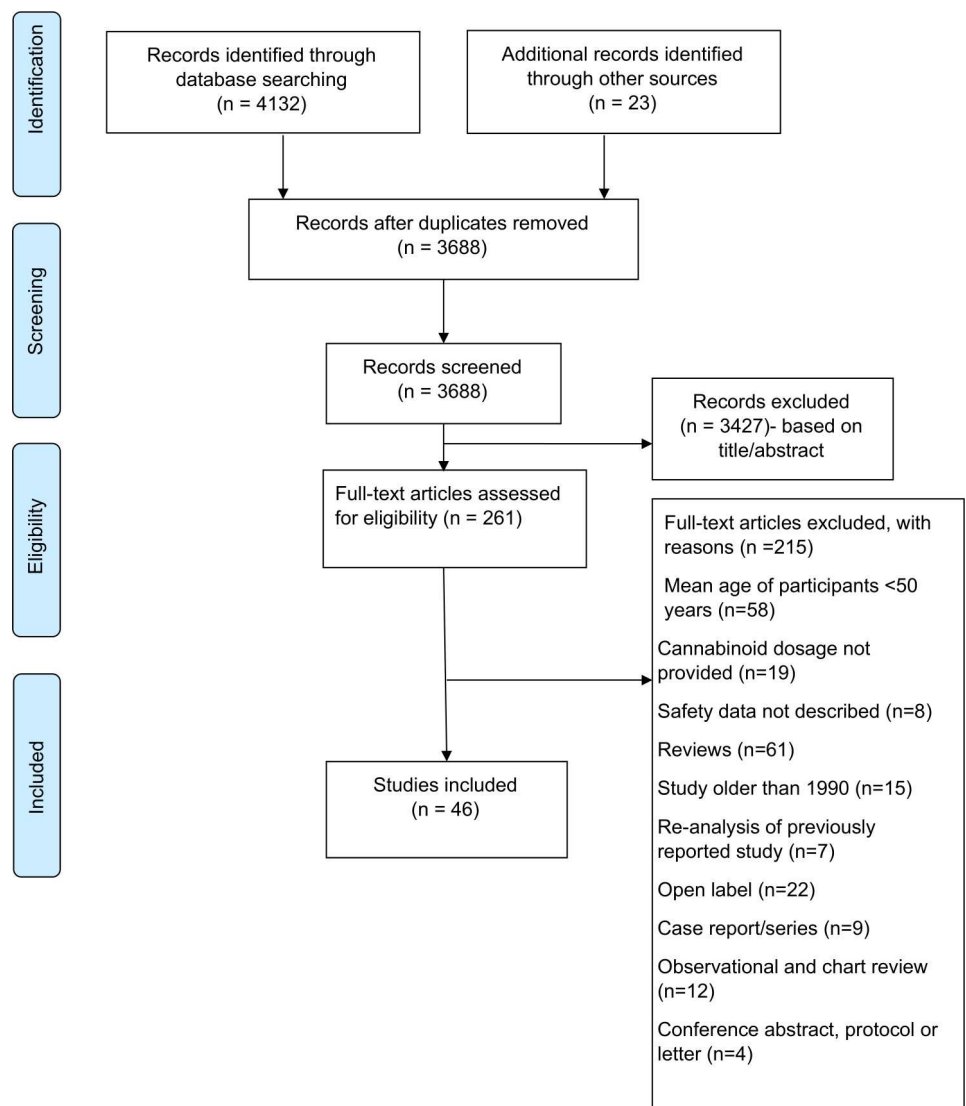 Identification
Records identified through
database searching
(n = 4132)
Additional records identified
through other sources
(n = 23)
Records after duplicates removed
(n = 3688)
Screening
Records screened
(n = 3688)
Records excluded
(n = 3427)- based on
title/abstract
Eligibility
Full-text articles assessed
for eligibility (n = 261)
Full-text articles excluded, with
reasons (n =215)
Mean age of participants <50
years (n=58)
Cannabinoid dosage not
provided (n=19)
Safety data not described (n=8)
Reviews (n=61)
Study older than 1990 (n=15)
Re-analysis of previously
reported study (n=7)
Open label (n=22)
Case report/series (n=9)
Observational and chart review
(n=12)
Conference abstract, protocol or
letter (n=4)
Included
Studies included
(n = 46)